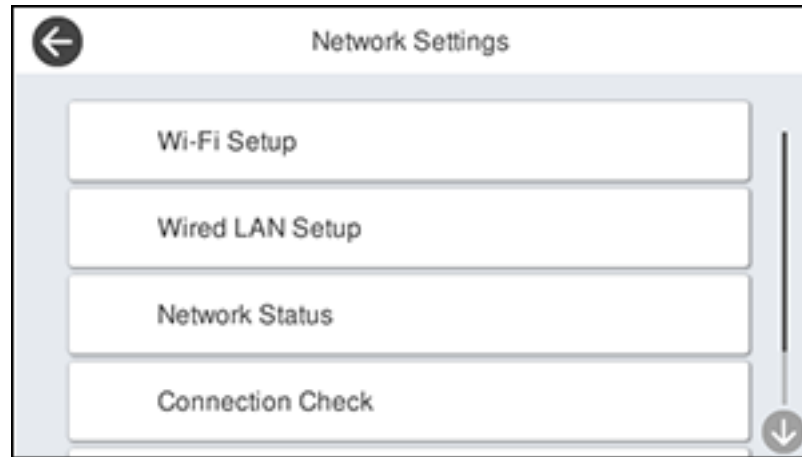 Network Settings
Wi-Fi Setup
Wired LAN Setup
Network Status
Connection Check